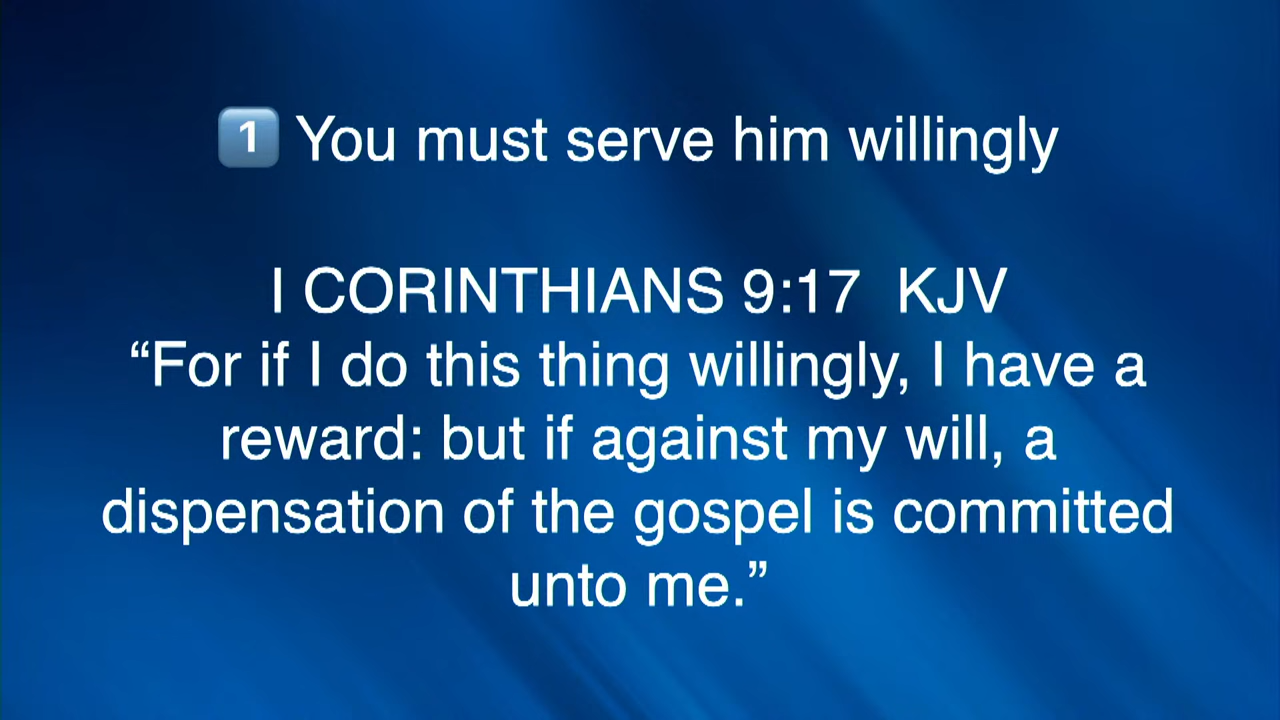 1️⃣ You must serve him willingly
I CORINTHIANS 9:17 KJV
“For if I do this thing willingly, I have a
reward: but if against my will, a
dispensation of the gospel is committed
unto me.”